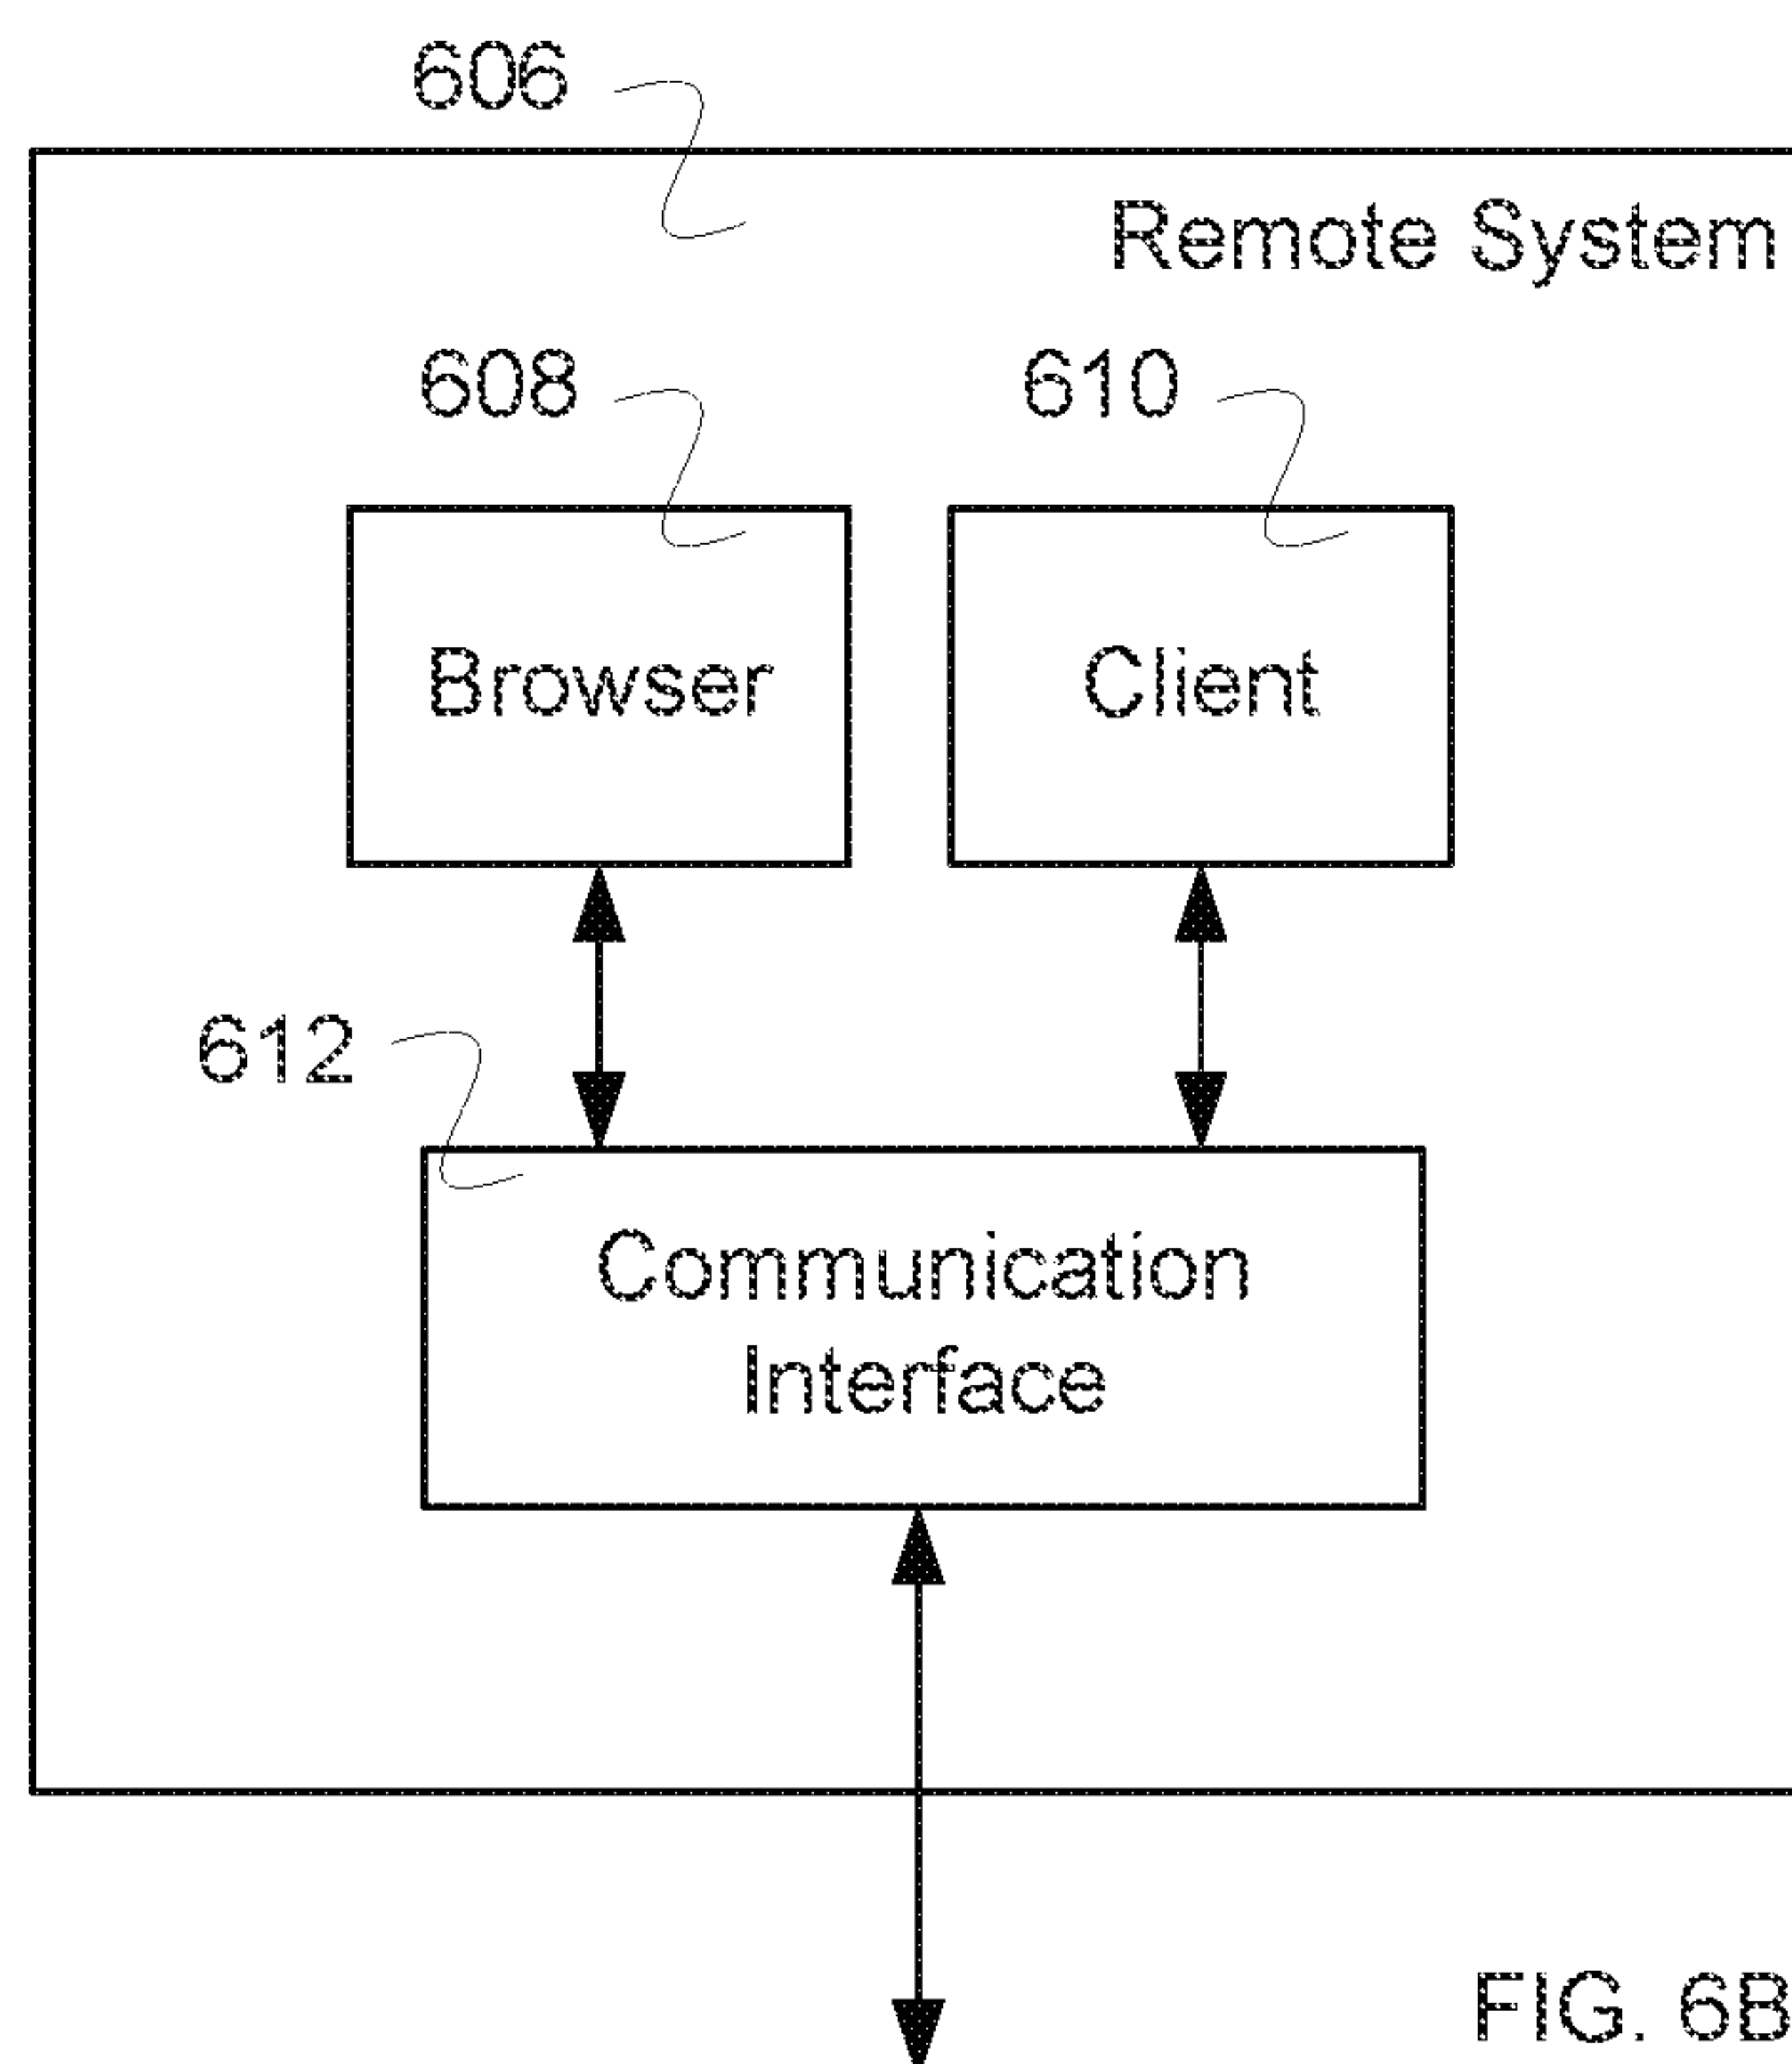 606
Remote System
608
610
Browser
Client
612
Communication
Interface
FIG. 6B